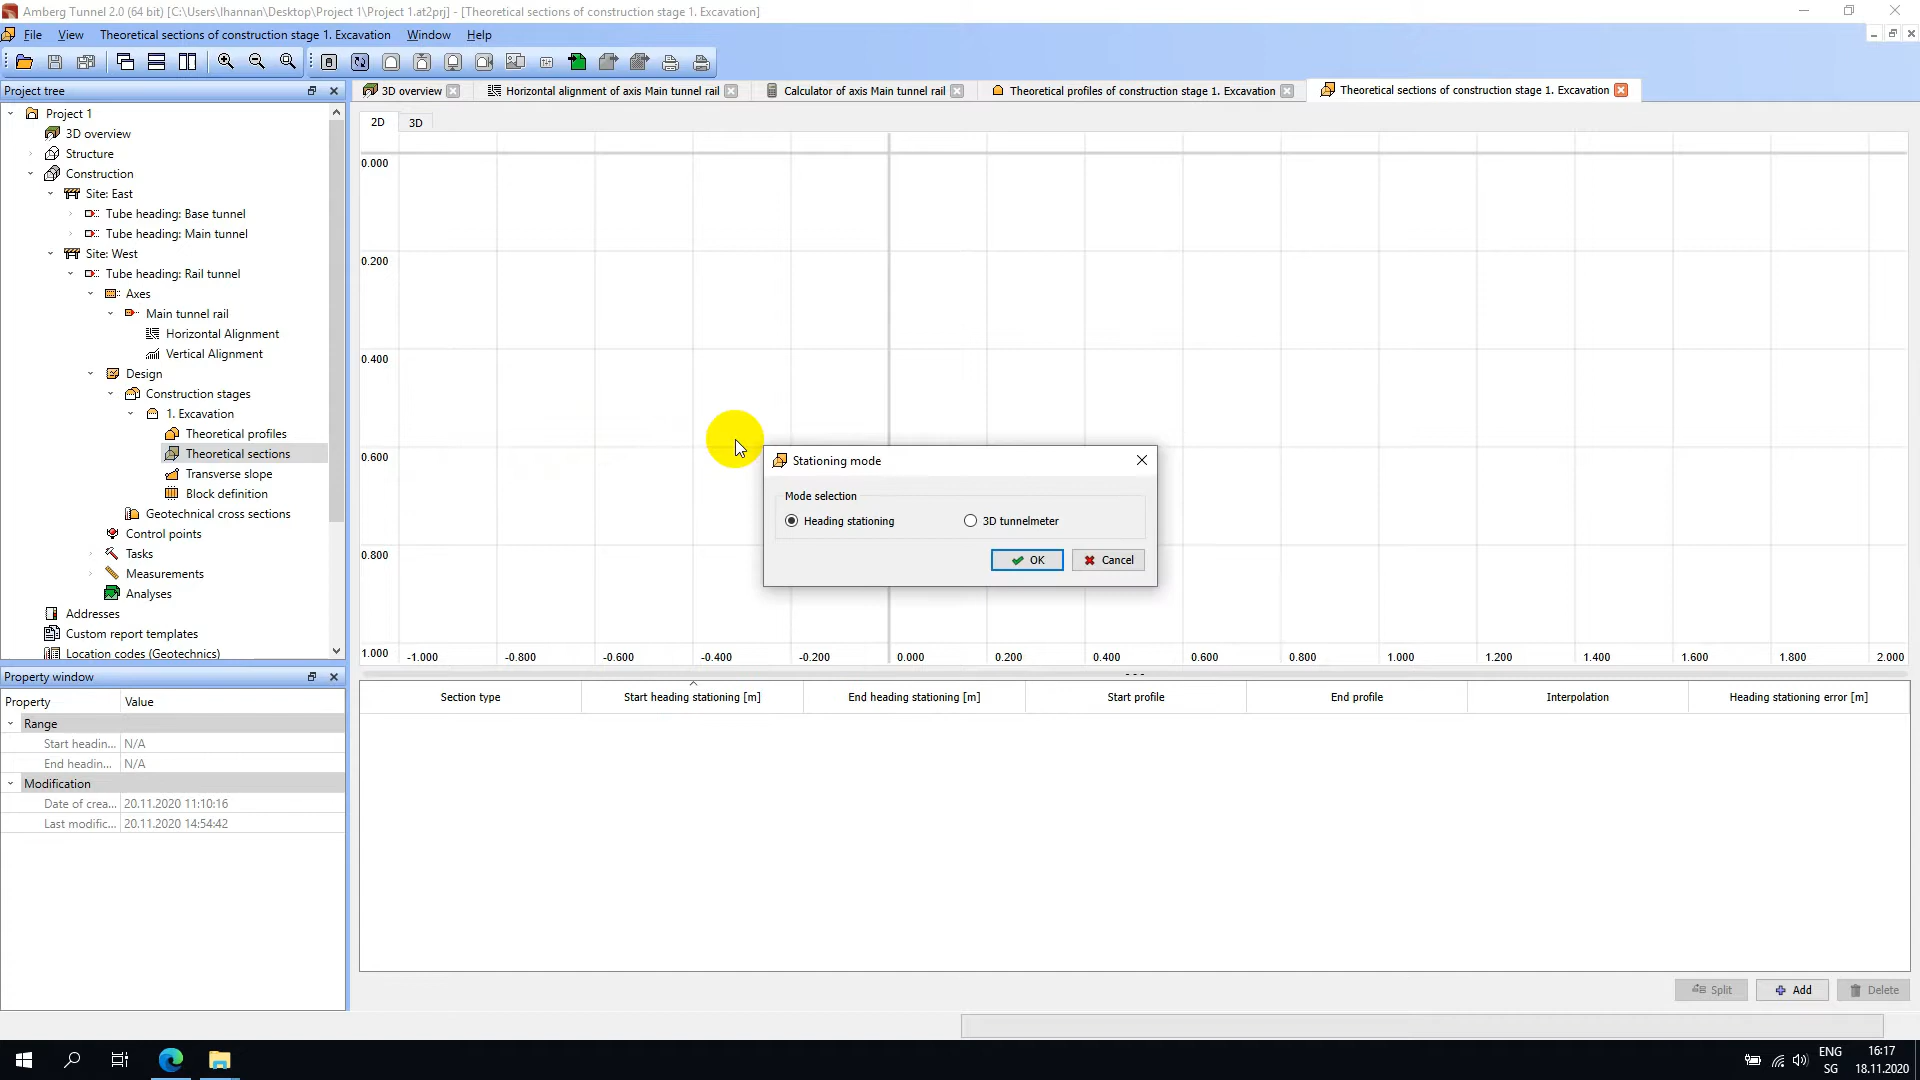 Amberg Tunnel 2.0 (64 bit) [C:\Users\lhannan\Desktop\Project 1\Project 1.at2prj] - [Theoretical sections of construction stage 1. Excavation]
File View Theoretical sections of construction stage 1. Excavation Window Help
Project tree
3D overview Horizontal alignment of axis Main tunnel rail Calculator of axis Main tunnel rail Theoretical profiles of construction stage 1. Excavation Theoretical sections of construction stage 1. Excavation
Project 1
3D overview
Structure
Construction
Site: East
Tube heading: Base tunnel
Tube heading: Main tunnel
Site: West
Tube heading: Rail tunnel
Axes
Main tunnel rail
Horizontal Alignment
Vertical Alignment
Design
Construction stages
1. Excavation
Theoretical profiles
Theoretical sections
Transverse slope
Block definition
Geotechnical cross sections
Control points
Tasks
Measurements
Analyses
Addresses
Custom report templates
Location codes (Geotechnics)
2D 3D
0.000
0.200
0.400
0.600
0.800
1.000
-1.000 -0.800 -0.600 -0.400 -0.200 0.000 0.200 0.400 0.600 0.800 1.000 1.200 1.400 1.600 1.800 2.000
Stationing mode
Mode selection
Heading stationing 3D tunnelmeter
OK Cancel
Property window
Property Value
Range
Start headin... N/A
End headin... N/A
Modification
Date of crea... 20.11.2020 11:10:16
Last modific... 20.11.2020 14:54:42
Section type Start heading stationing [m] End heading stationing [m] Start profile End profile Interpolation Heading stationing error [m]
Split Add Delete
ENG
SG
16:17
18.11.2020